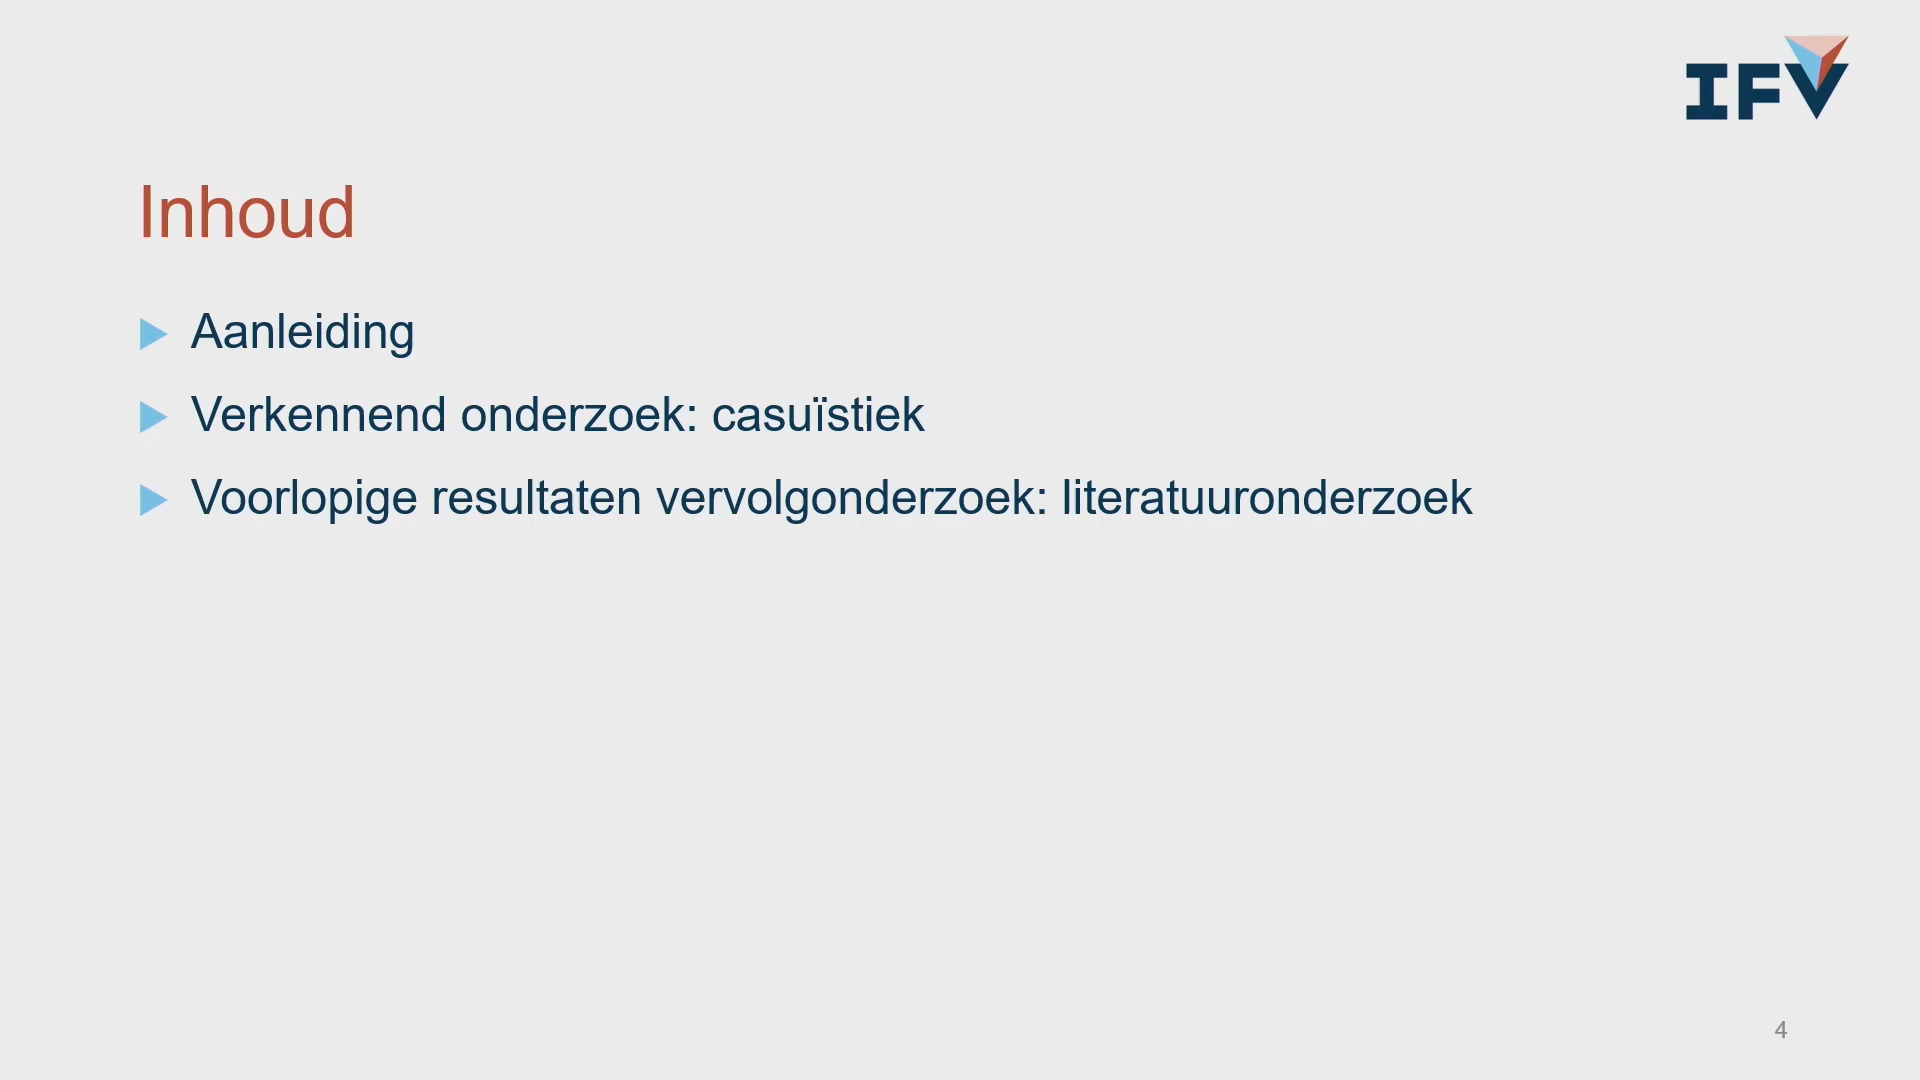 IFV
Inhoud
Aanleiding
Verkennend onderzoek: casuïstiek
Voorlopige resultaten vervolgonderzoek: literatuuronderzoek
4